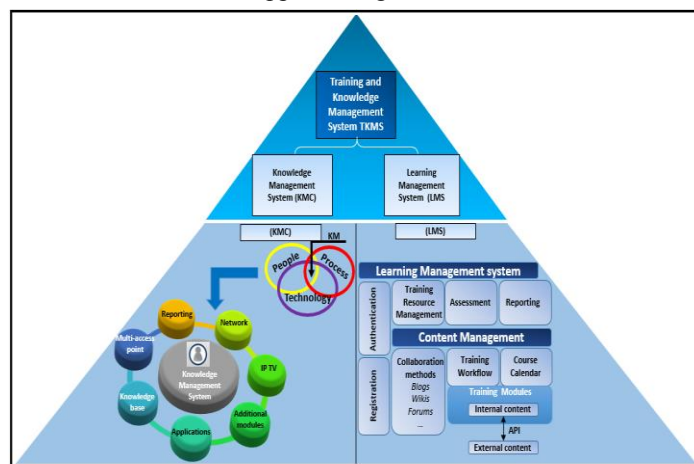 Training and
Knowledge
Management
System TKMS
Knowledge
Management
System (KMC)
Learning
Management
System (LMS
(KMC)
(LMS)
KM
People
Process
Technology
Reporting
Network
Multi-access
point
IP TV
Knowledge
Management
System
Knowledge
base
Additional
modules
Applications
Learning Management system
Authentication
Training
Resource
Management
Assessment
Reporting
Content Management
Registration
Collaboration
methods
Blogs
Wikis
Forums
...
Training
Workflow
Course
Calendar
Training Modules
Internal content
API
External content